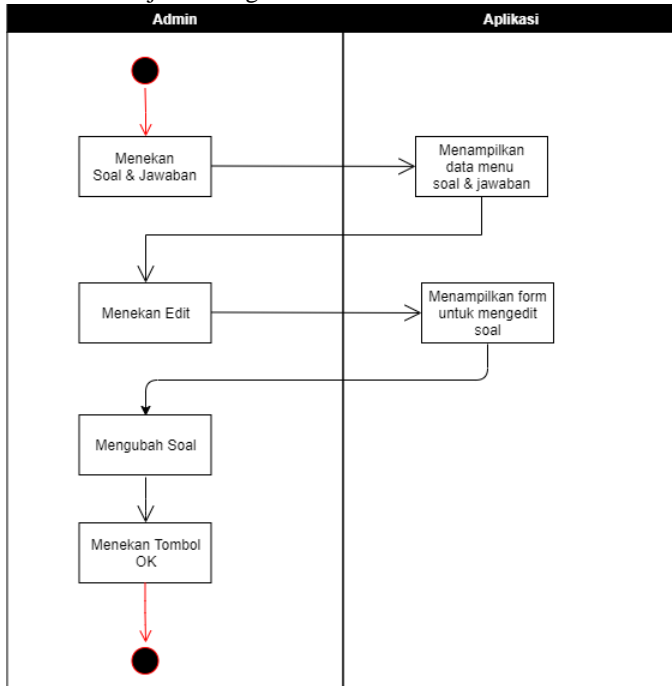 Admin
Aplikasi
Menekan
Soal & Jawaban
Menampilkan
data menu
soal & jawaban
Menekan Edit
Menampilkan form
untuk mengedit
soal
Mengubah Soal
Menekan Tombol
OK